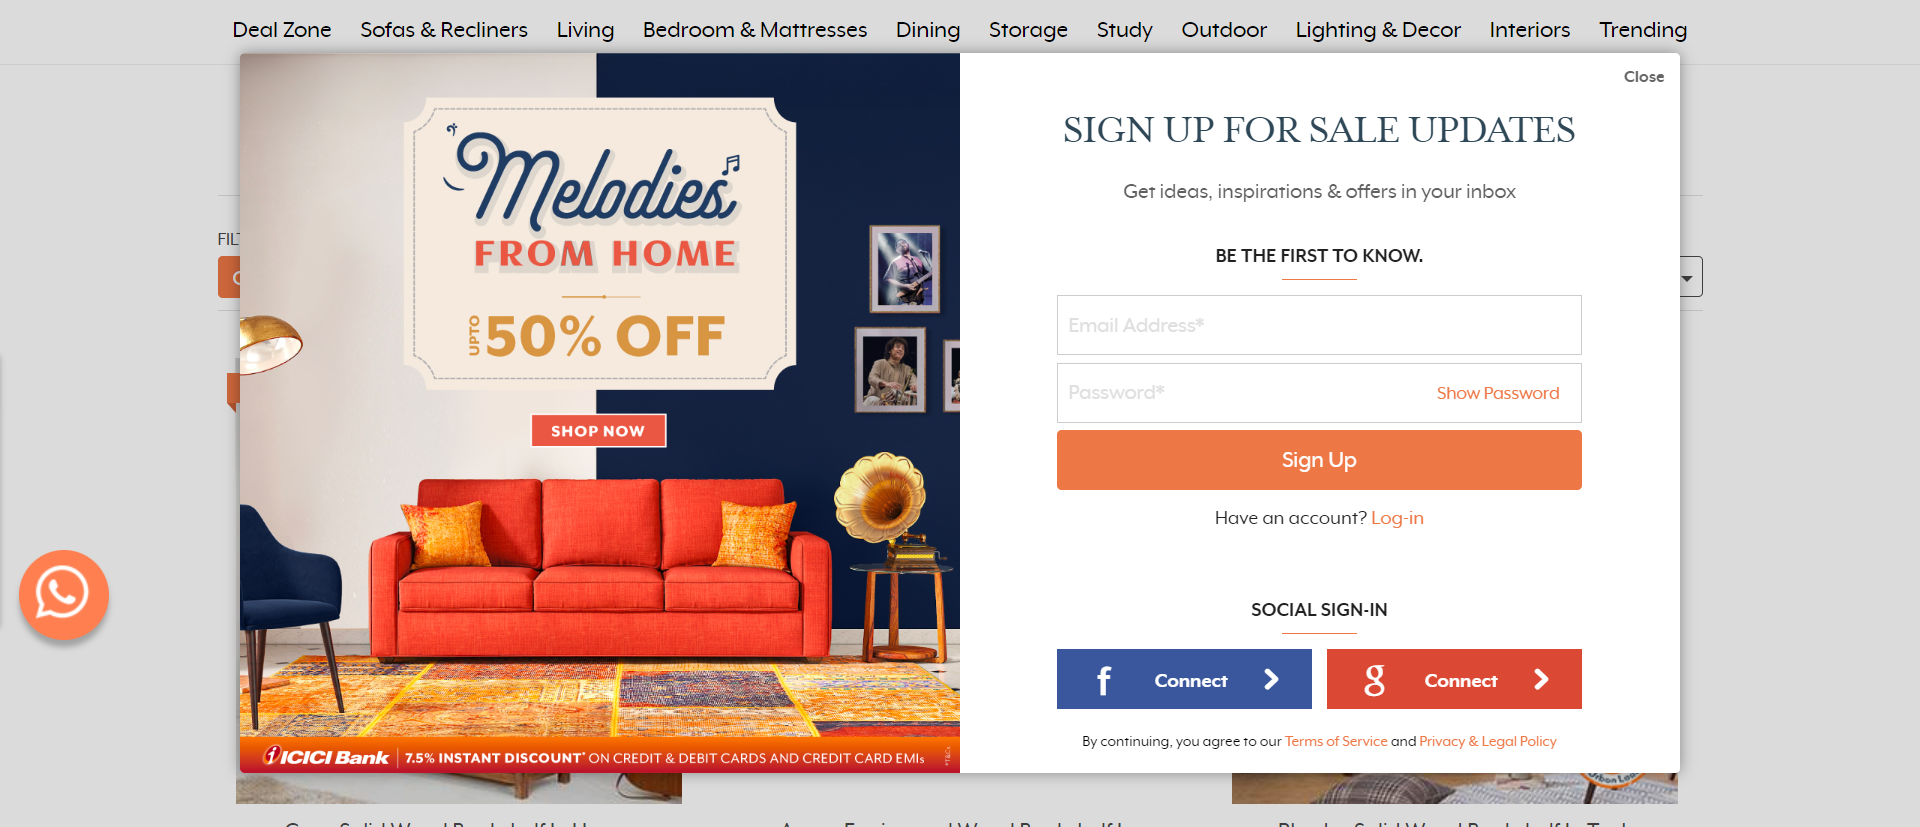 Deal Zone Sofas & Recliners Living Bedroom & Mattresses Dining Storage Study Outdoor Lighting & Decor Interiors Trending
Close
Melodies
FROM HOME
UPTO 50% OFF
SHOP NOW
ICICI Bank 7.5% INSTANT DISCOUNT* ON CREDIT & DEBIT CARDS AND CREDIT CARD EMIs
*T&Cs
SIGN UP FOR SALE UPDATES
Get ideas, inspirations & offers in your inbox
BE THE FIRST TO KNOW.
Email Address*
Password* Show Password
Sign Up
Have an account? Log-in
SOCIAL SIGN-IN
f Connect
g Connect
By continuing, you agree to our Terms of Service and Privacy & Legal Policy